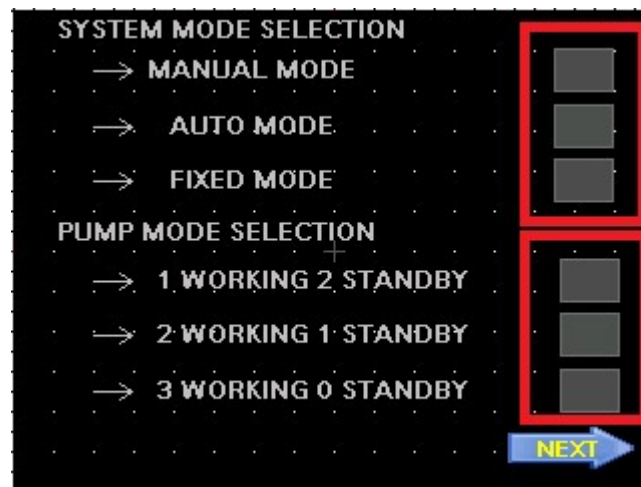 SYSTEM MODE SELECTION
→ MANUAL MODE
→ AUTO MODE
→ FIXED MODE
PUMP MODE SELECTION
→ 1 WORKING 2 STANDBY
→ 2 WORKING 1 STANDBY
→ 3 WORKING 0 STANDBY
NEXT